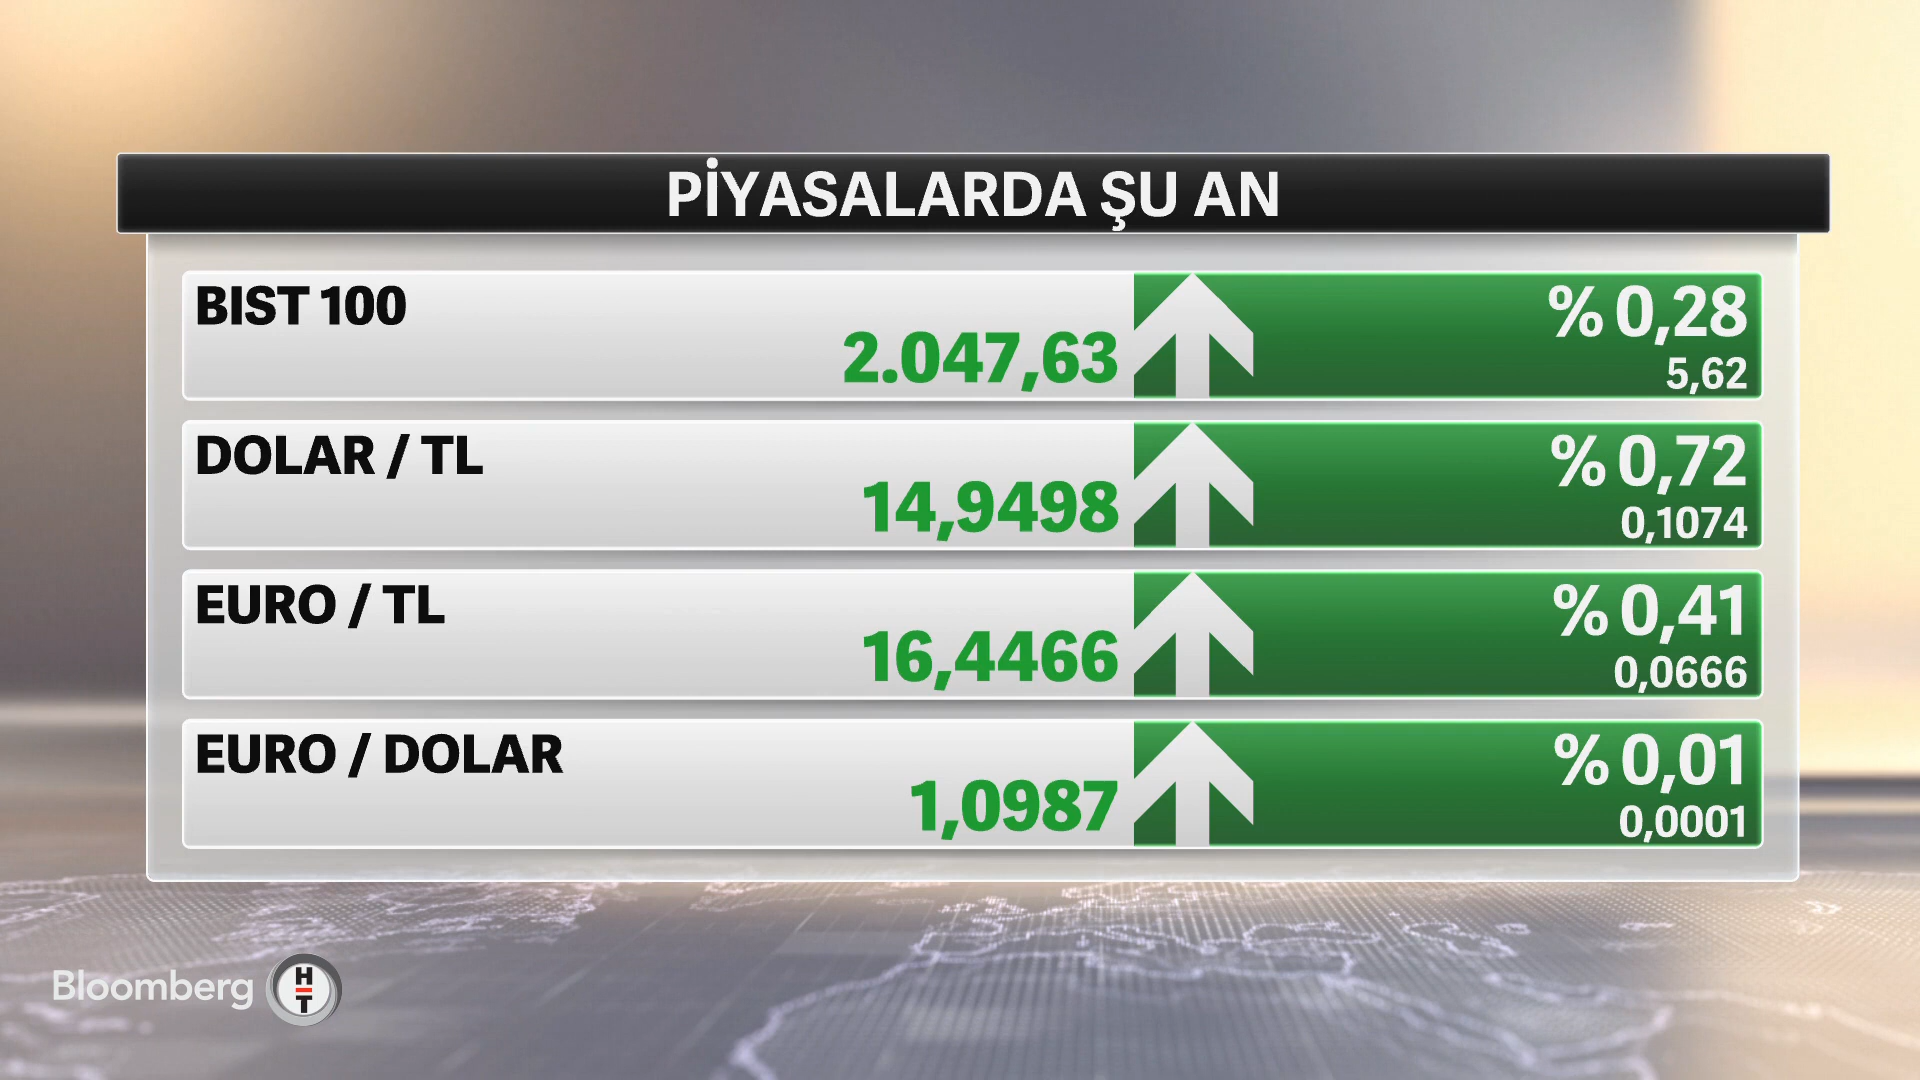 PİYASALARDA ŞU AN
BIST 100
2.047,63
% 0,28
5,62
DOLAR / TL
14,9498
% 0,72
0,1074
EURO / TL
16,4466
% 0,41
0,0666
EURO / DOLAR
1,0987
% 0,01
0,0001
Bloomberg HT